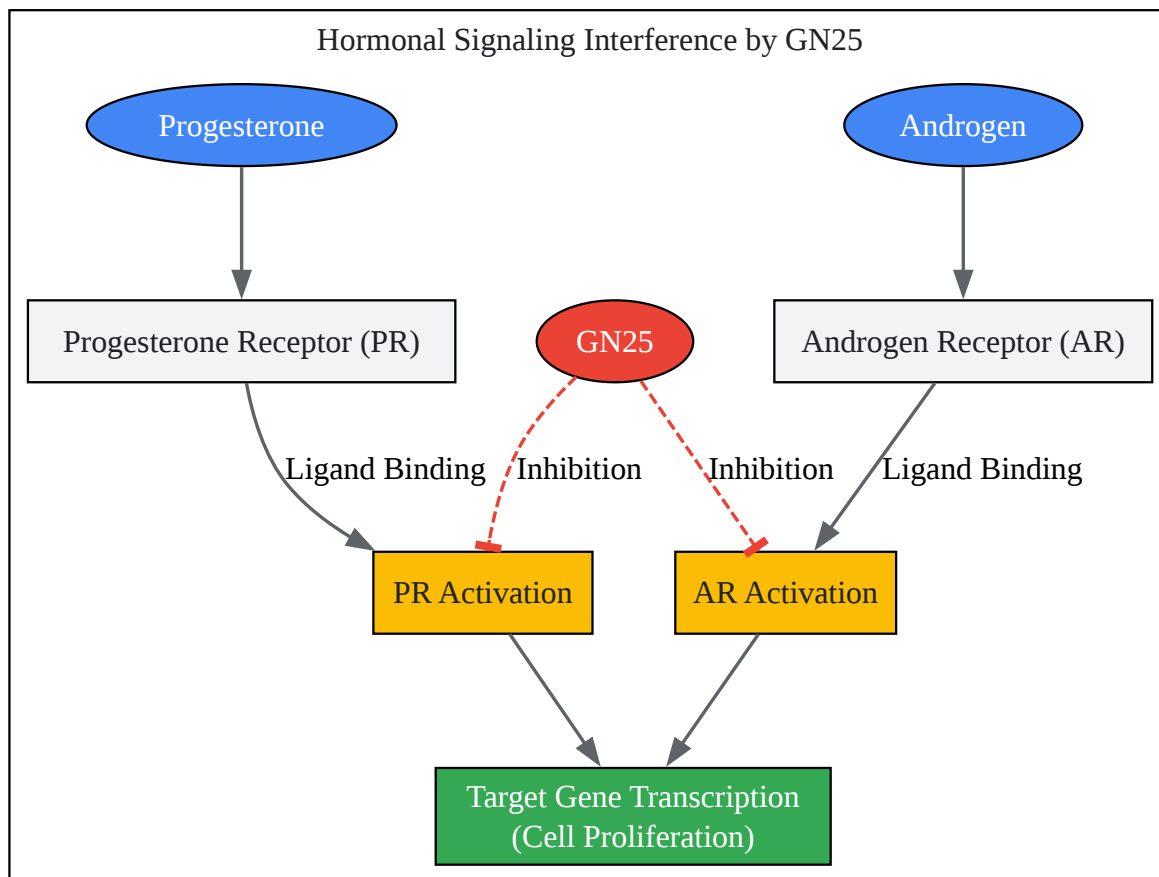 Hormonal Signaling Interference by GN25
Progesterone
Androgen
Progesterone Receptor (PR)
GN25
Androgen Receptor (AR)
Ligand Binding
Inhibition
Inhibition
Ligand Binding
PR Activation
AR Activation
Target Gene Transcription
(Cell Proliferation)